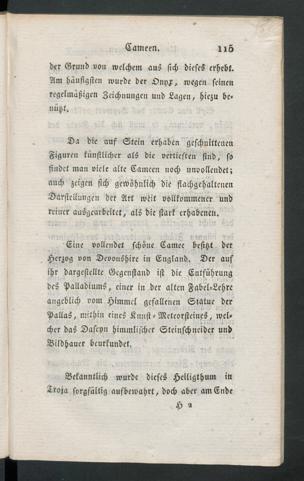 Cameen. 115
der Grund von welchem aus sich dieses erhebt.
Am häufigsten wurde der Onyx, wegen seinen
regelmäßigen Zeichnungen und Lagen, hiezu be-
nüzt.
Da die auf Stein erhaben geschnittenen
Figuren künstlicher als die vertieften sind, so
findet man viele alte Cameen noch unvollendet;
auch zeigen sich gewöhnlich die flachgehaltenen
Darstellungen der Art weit vollkommener und
reiner ausgearbeitet, als die stark erhabenen.
Eine vollendet schöne Camee besitzt der
Herzog von Devonshire in England. Der auf
ihr dargestellte Gegenstand ist die Entführung
des Palladiums, einer in der alten Fabel-Lehre
angeblich vom Himmel gefallenen Statue der
Pallas, mithin eines Kunst-Meteorsteines, wel-
cher das Daseyn himmlischer Steinschneider und
Bildhauer beurkundet.
Bekanntlich wurde dieses Heiligthum in
Troja sorgfältig aufbewahrt, doch aber am Ende
H 2